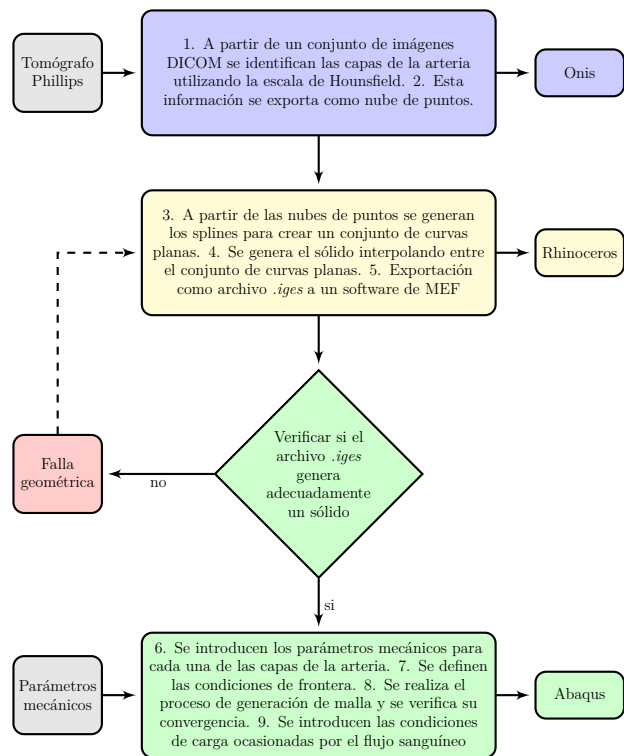 Tomógrafo
Phillips
1. A partir de un conjunto de imágenes
DICOM se identifican las capas de la arteria
utilizando la escala de Hounsfield. 2. Esta
información se exporta como nube de puntos.
Onis
3. A partir de las nubes de puntos se generan
los splines para crear un conjunto de curvas
planas. 4. Se genera el sólido interpolando entre
el conjunto de curvas planas. 5. Exportación
como archivo .iges a un software de MEF
Rhinoceros
Verificar si el
archivo .iges
genera
adecuadamente
un sólido
no
Falla
geométrica
si
Parámetros
mecánicos
6. Se introducen los parámetros mecánicos para
cada una de las capas de la arteria. 7. Se definen
las condiciones de frontera. 8. Se realiza el
proceso de generación de malla y se verifica su
convergencia. 9. Se introducen las condiciones
de carga ocasionadas por el flujo sanguíneo
Abaqus